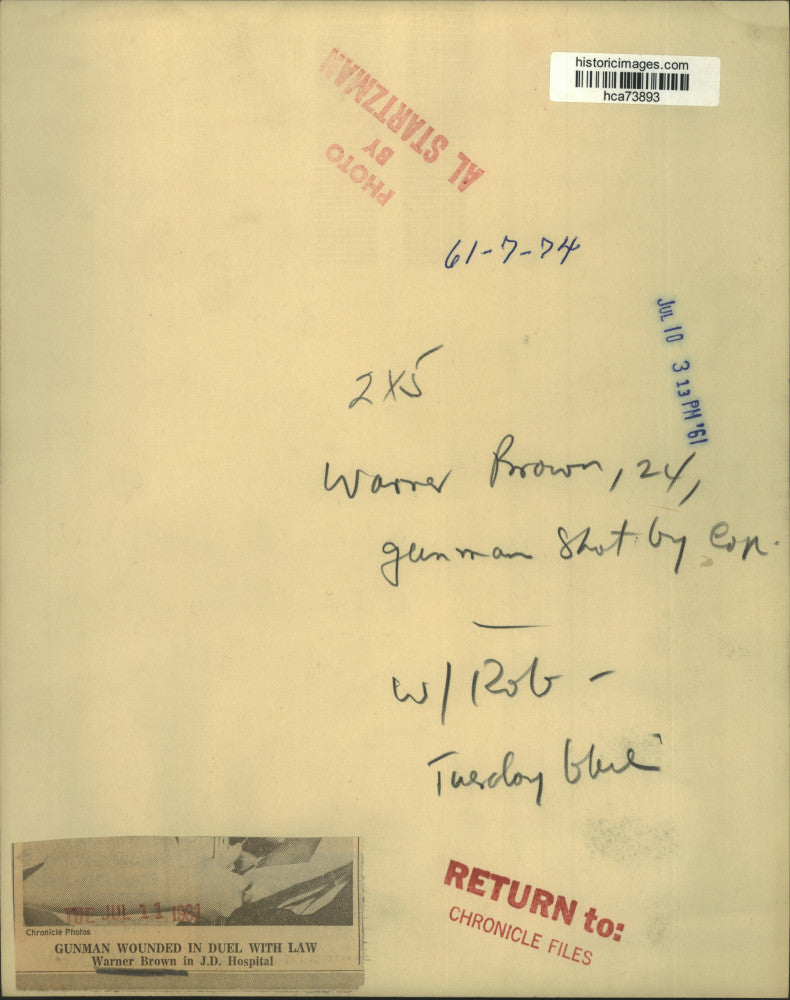 historicimages.com
hca73893
PHOTO
BY
AL STARTZMAN
61-7-74
JUL 10 3 13 PM '61
2x5
Warner Brown, 24,
gunman shot by cop.
w/ Rob -
Tuesday blue
TUE JUL 11 1961
Chronicle Photos
GUNMAN WOUNDED IN DUEL WITH LAW
Warner Brown in J.D. Hospital
RETURN to:
CHRONICLE FILES